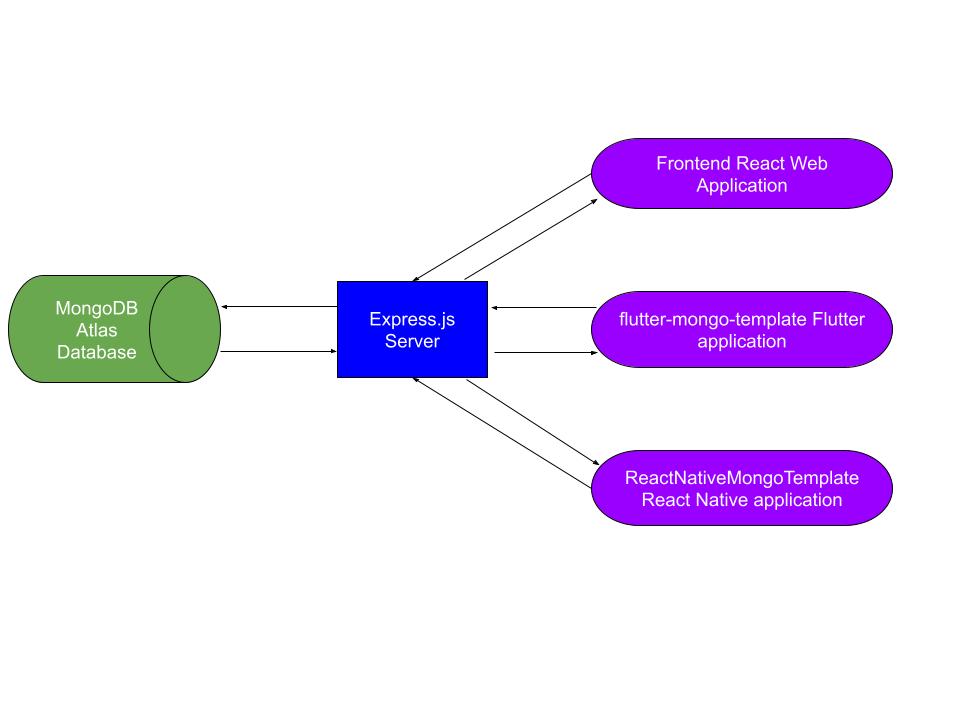 Frontend React Web
Application
MongoDB
Atlas
Database
Express.js
Server
flutter-mongo-template Flutter
application
ReactNativeMongoTemplate
React Native application